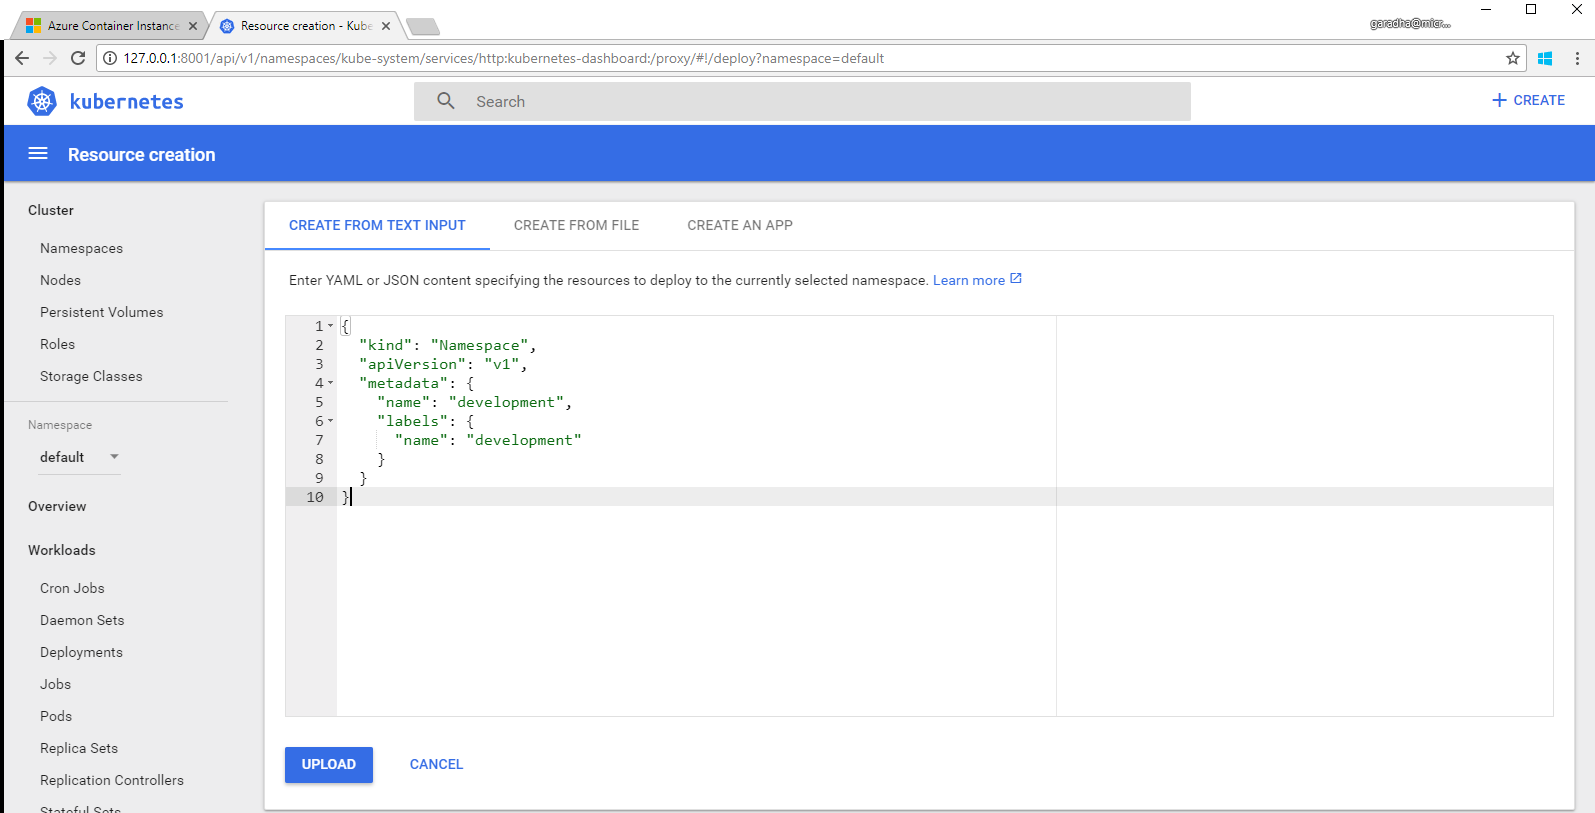 Azure Container Instance
Resource creation - Kube
garadha@micr...
127.0.0.1:8001/api/v1/namespaces/kube-system/services/http:kubernetes-dashboard:/proxy/#!/deploy?namespace=default
kubernetes
Search
+ CREATE
Resource creation
Cluster
Namespaces
Nodes
Persistent Volumes
Roles
Storage Classes
Namespace
default
Overview
Workloads
Cron Jobs
Daemon Sets
Deployments
Jobs
Pods
Replica Sets
Replication Controllers
Stateful Sets
CREATE FROM TEXT INPUT CREATE FROM FILE CREATE AN APP
Enter YAML or JSON content specifying the resources to deploy to the currently selected namespace. Learn more
1 {
2 "kind": "Namespace",
3 "apiVersion": "v1",
4 "metadata": {
5 "name": "development",
6 "labels": {
7 "name": "development"
8 }
9 }
10 }
UPLOAD CANCEL